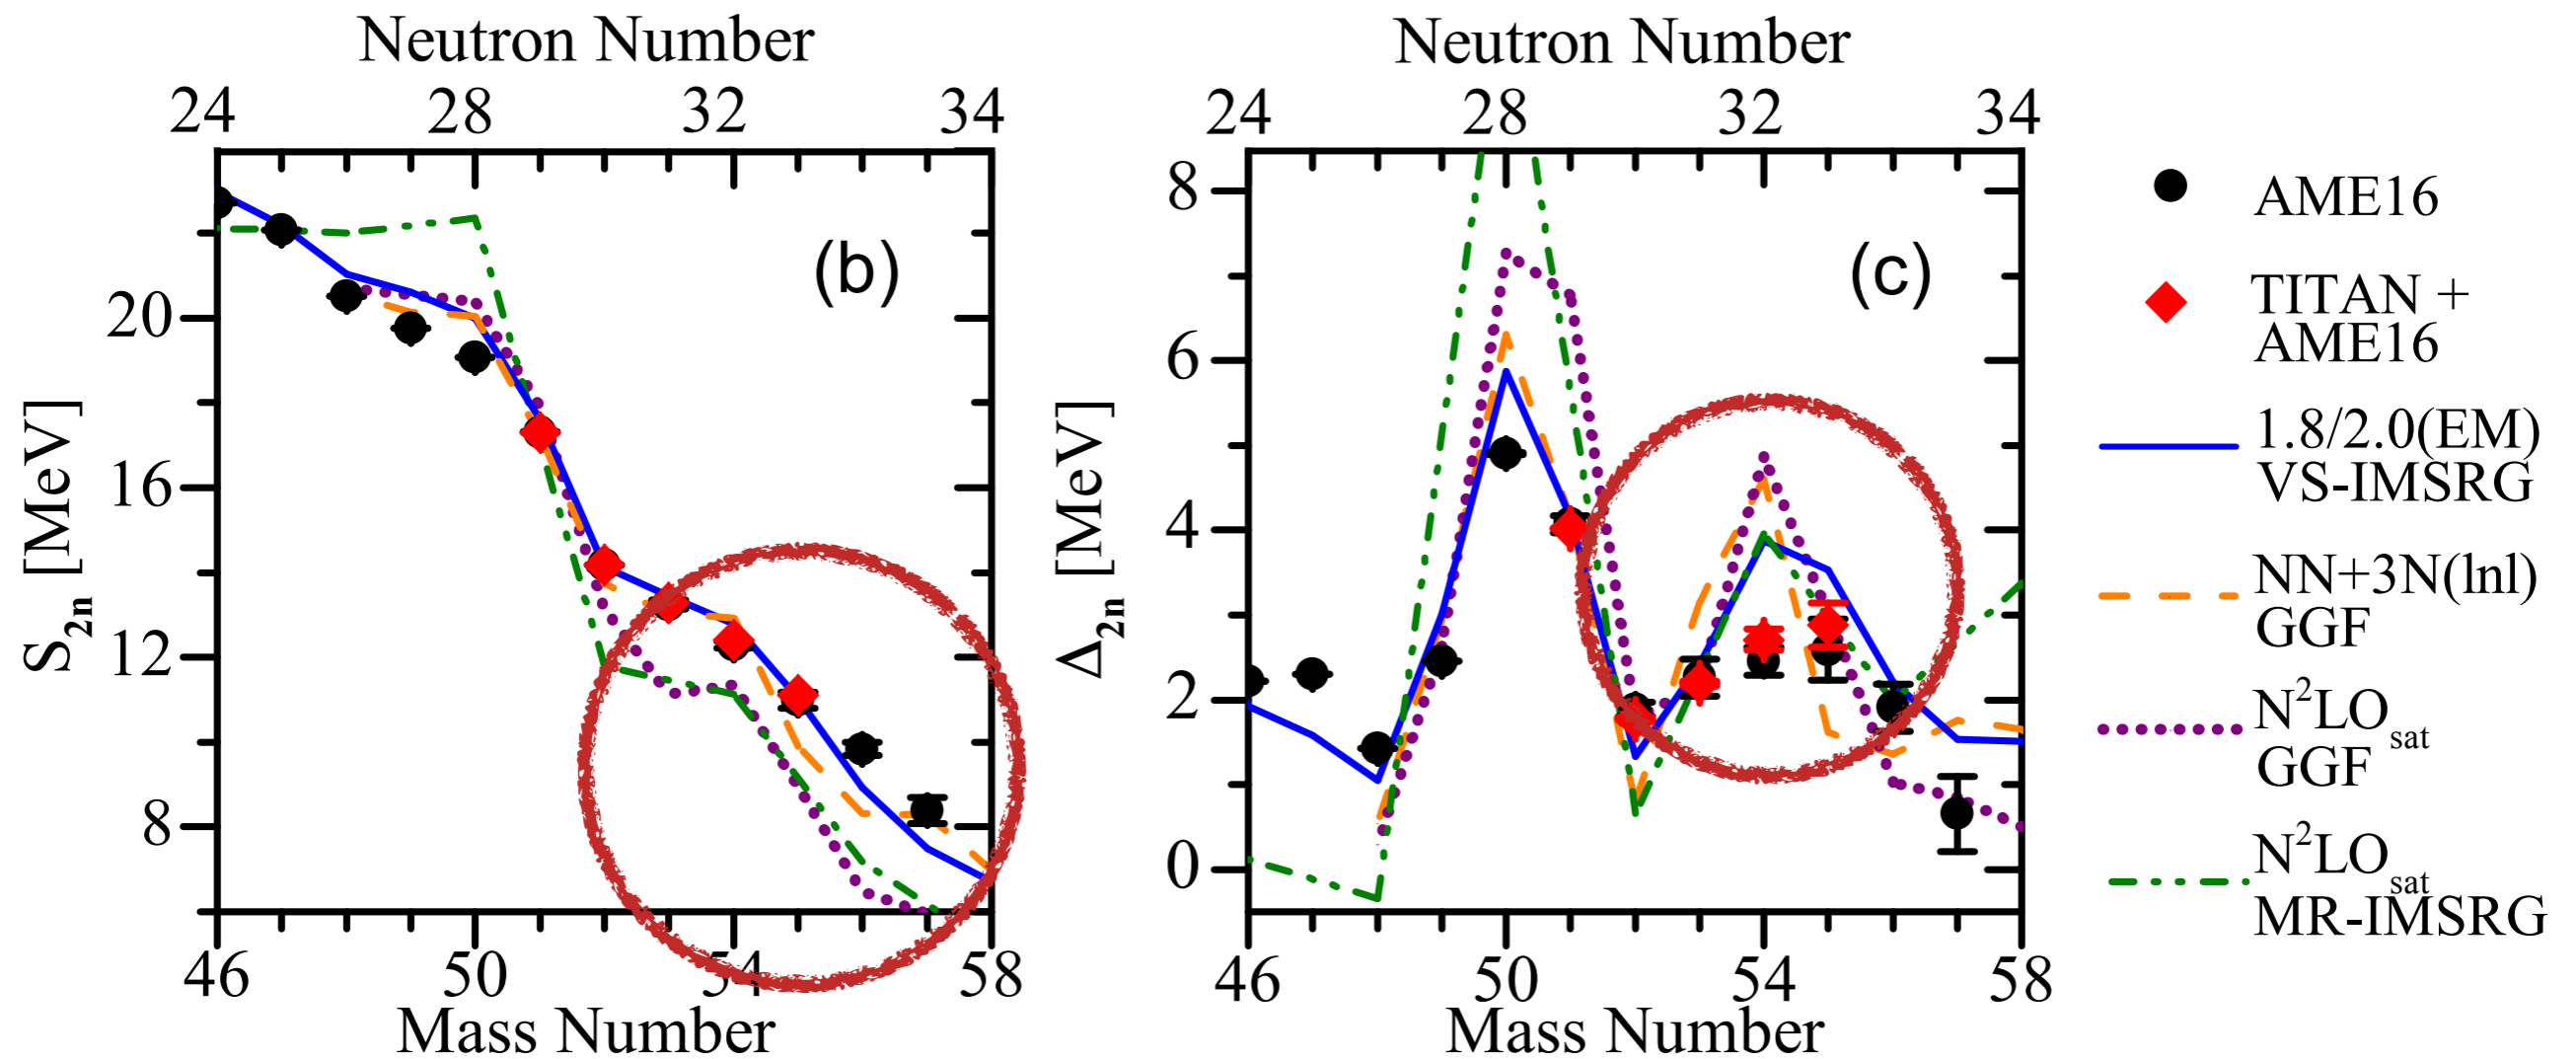 Neutron Number
24 28 32 34
20
16
12
8
S2n [MeV]
(b)
46 50 54 58
Mass Number
Neutron Number
24 28 32 34
8
6
4
2
0
Δ2n [MeV]
(c)
46 50 54 58
Mass Number
AME16
TITAN +
AME16
1.8/2.0(EM)
VS-IMSRG
NN+3N(lnl)
GGF
N²LOsat
GGF
N²LOsat
MR-IMSRG